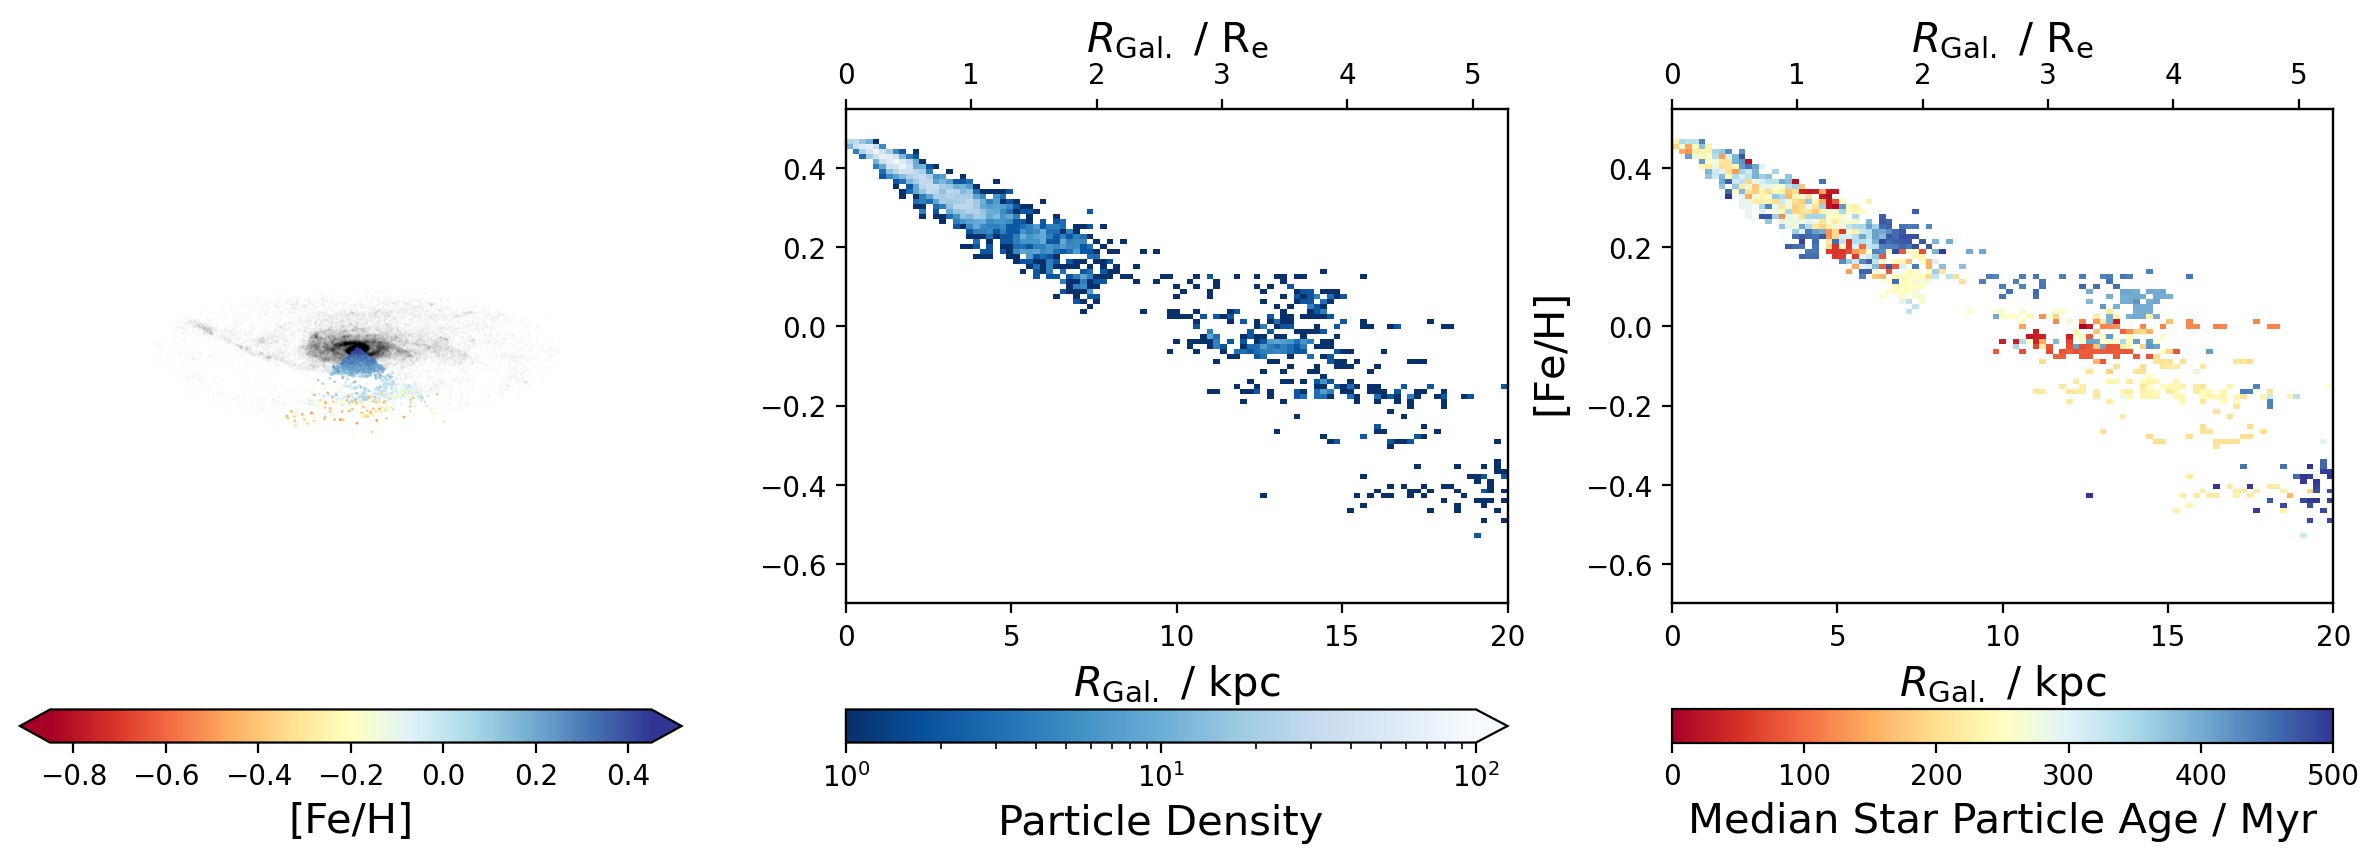 R_Gal. / R_e
0 1 2 3 4 5
0.4
0.2
0.0
−0.2
−0.4
−0.6
0 5 10 15 20
R_Gal. / kpc
10^0 10^1 10^2
Particle Density
R_Gal. / R_e
0 1 2 3 4 5
[Fe/H]
0.4
0.2
0.0
−0.2
−0.4
−0.6
0 5 10 15 20
R_Gal. / kpc
0 100 200 300 400 500
Median Star Particle Age / Myr
−0.8 −0.6 −0.4 −0.2 0.0 0.2 0.4
[Fe/H]